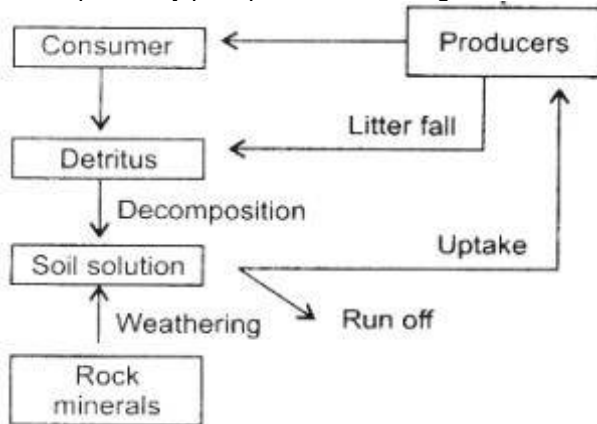 Consumer
Producers
Litter fall
Detritus
Decomposition
Uptake
Soil solution
Run off
Weathering
Rock
minerals